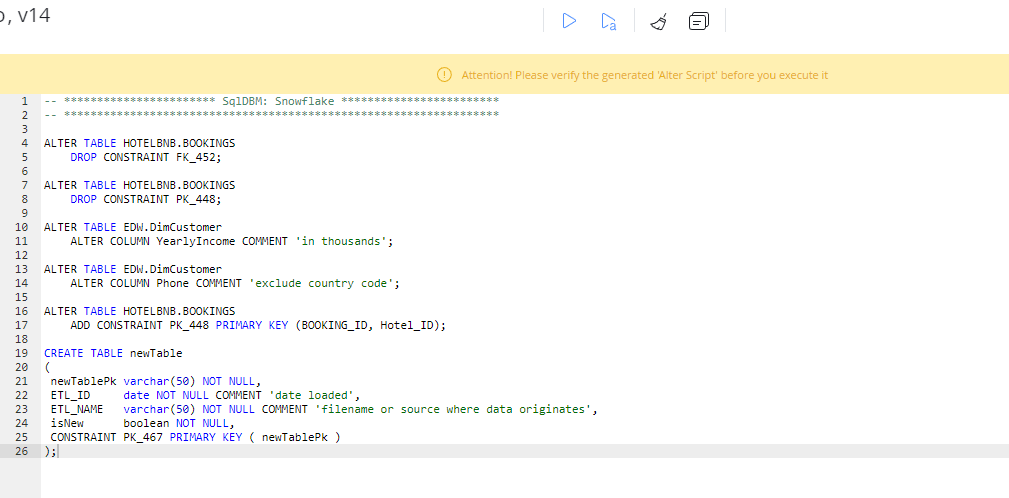 , v14
Attention! Please verify the generated 'Alter Script' before you execute it
1 -- *********************** SqlDBM: Snowflake ************************
2 -- ******************************************************************
3
4 ALTER TABLE HOTELBNB.BOOKINGS
5     DROP CONSTRAINT FK_452;
6
7 ALTER TABLE HOTELBNB.BOOKINGS
8     DROP CONSTRAINT PK_448;
9
10 ALTER TABLE EDW.DimCustomer
11     ALTER COLUMN YearlyIncome COMMENT 'in thousands';
12
13 ALTER TABLE EDW.DimCustomer
14     ALTER COLUMN Phone COMMENT 'exclude country code';
15
16 ALTER TABLE HOTELBNB.BOOKINGS
17     ADD CONSTRAINT PK_448 PRIMARY KEY (BOOKING_ID, Hotel_ID);
18
19 CREATE TABLE newTable
20 (
21  newTablePk varchar(50) NOT NULL,
22  ETL_ID     date NOT NULL COMMENT 'date loaded',
23  ETL_NAME   varchar(50) NOT NULL COMMENT 'filename or source where data originates',
24  isNew      boolean NOT NULL,
25  CONSTRAINT PK_467 PRIMARY KEY ( newTablePk )
26 );